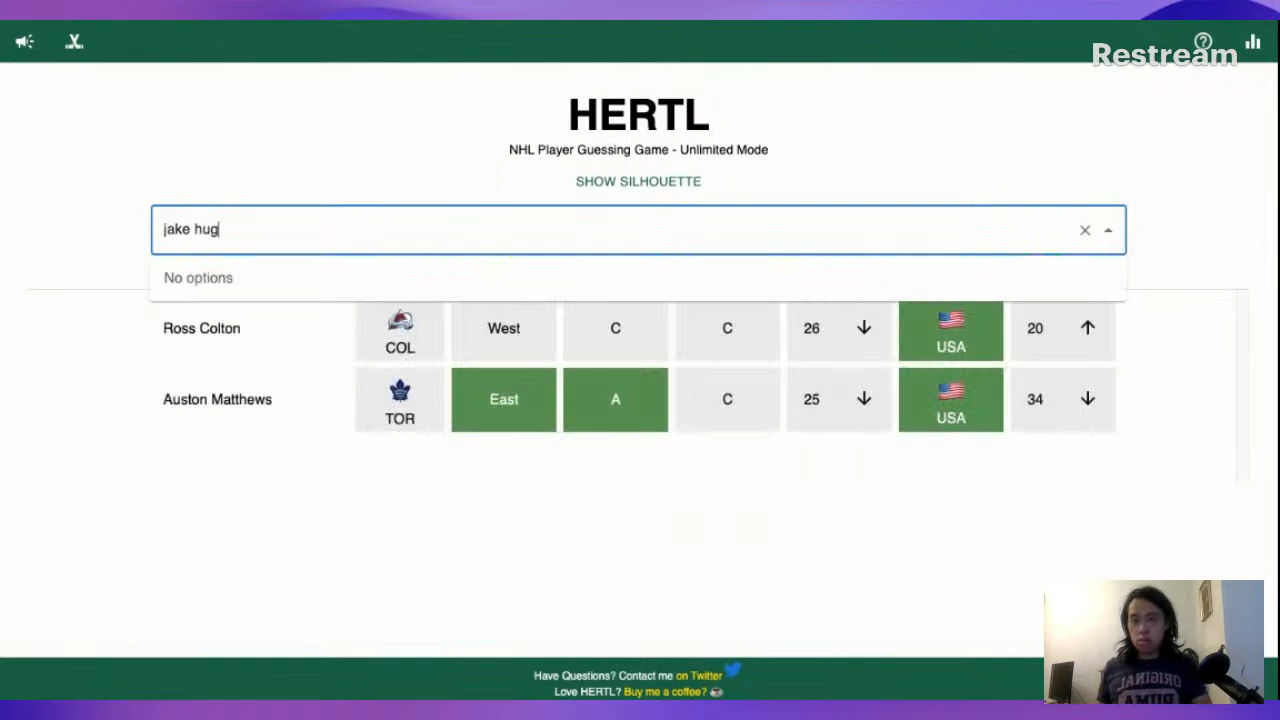 Restream
HERTL
NHL Player Guessing Game - Unlimited Mode
SHOW SILHOUETTE
jake hug
No options
Ross Colton COL West C C 26 ↓ USA 20 ↑
Auston Matthews TOR East A C 25 ↓ USA 34 ↓
Have Questions? Contact me on Twitter
Love HERTL? Buy me a coffee?